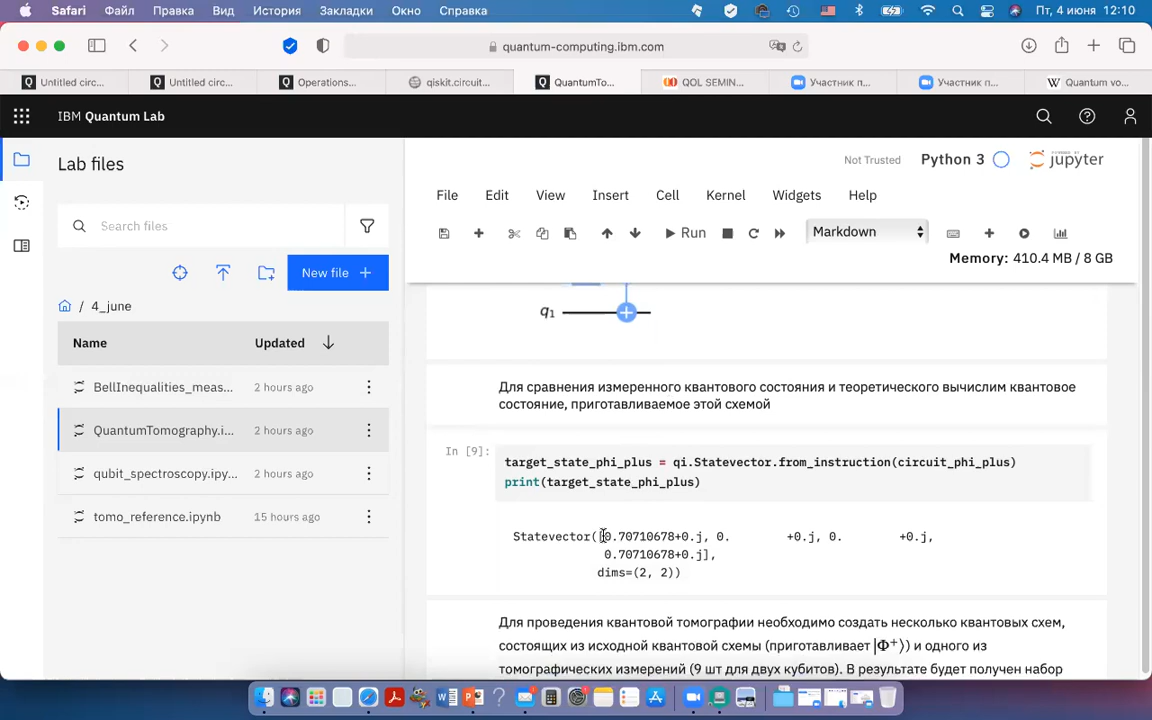 Safari Файл Правка Вид История Закладки Окно Справка Пт, 4 июня 12:10
quantum-computing.ibm.com
Untitled circ... Untitled circ... Operations... qiskit.circuit... QuantumTo... QOL SEMIN... Участник п... Участник п... Quantum vo...
IBM Quantum Lab
Lab files
Search files
New file +
/ 4_june
Name Updated
BellInequalities_meas... 2 hours ago
QuantumTomography.i... 2 hours ago
qubit_spectroscopy.ipy... 2 hours ago
tomo_reference.ipynb 15 hours ago
Not Trusted Python 3 jupyter
File Edit View Insert Cell Kernel Widgets Help
Run Markdown
Memory: 410.4 MB / 8 GB
q₁
Для сравнения измеренного квантового состояния и теоретического вычислим квантовое
состояние, приготавливаемое этой схемой
In [9]:
target_state_phi_plus = qi.Statevector.from_instruction(circuit_phi_plus)
print(target_state_phi_plus)
Statevector([0.70710678+0.j, 0. +0.j, 0. +0.j,
0.70710678+0.j],
dims=(2, 2))
Для проведения квантовой томографии необходимо создать несколько квантовых схем,
состоящих из исходной квантовой схемы (приготавливает |Φ⁺⟩) и одного из
томографических измерений (9 шт для двух кубитов). В результате будет получен набор